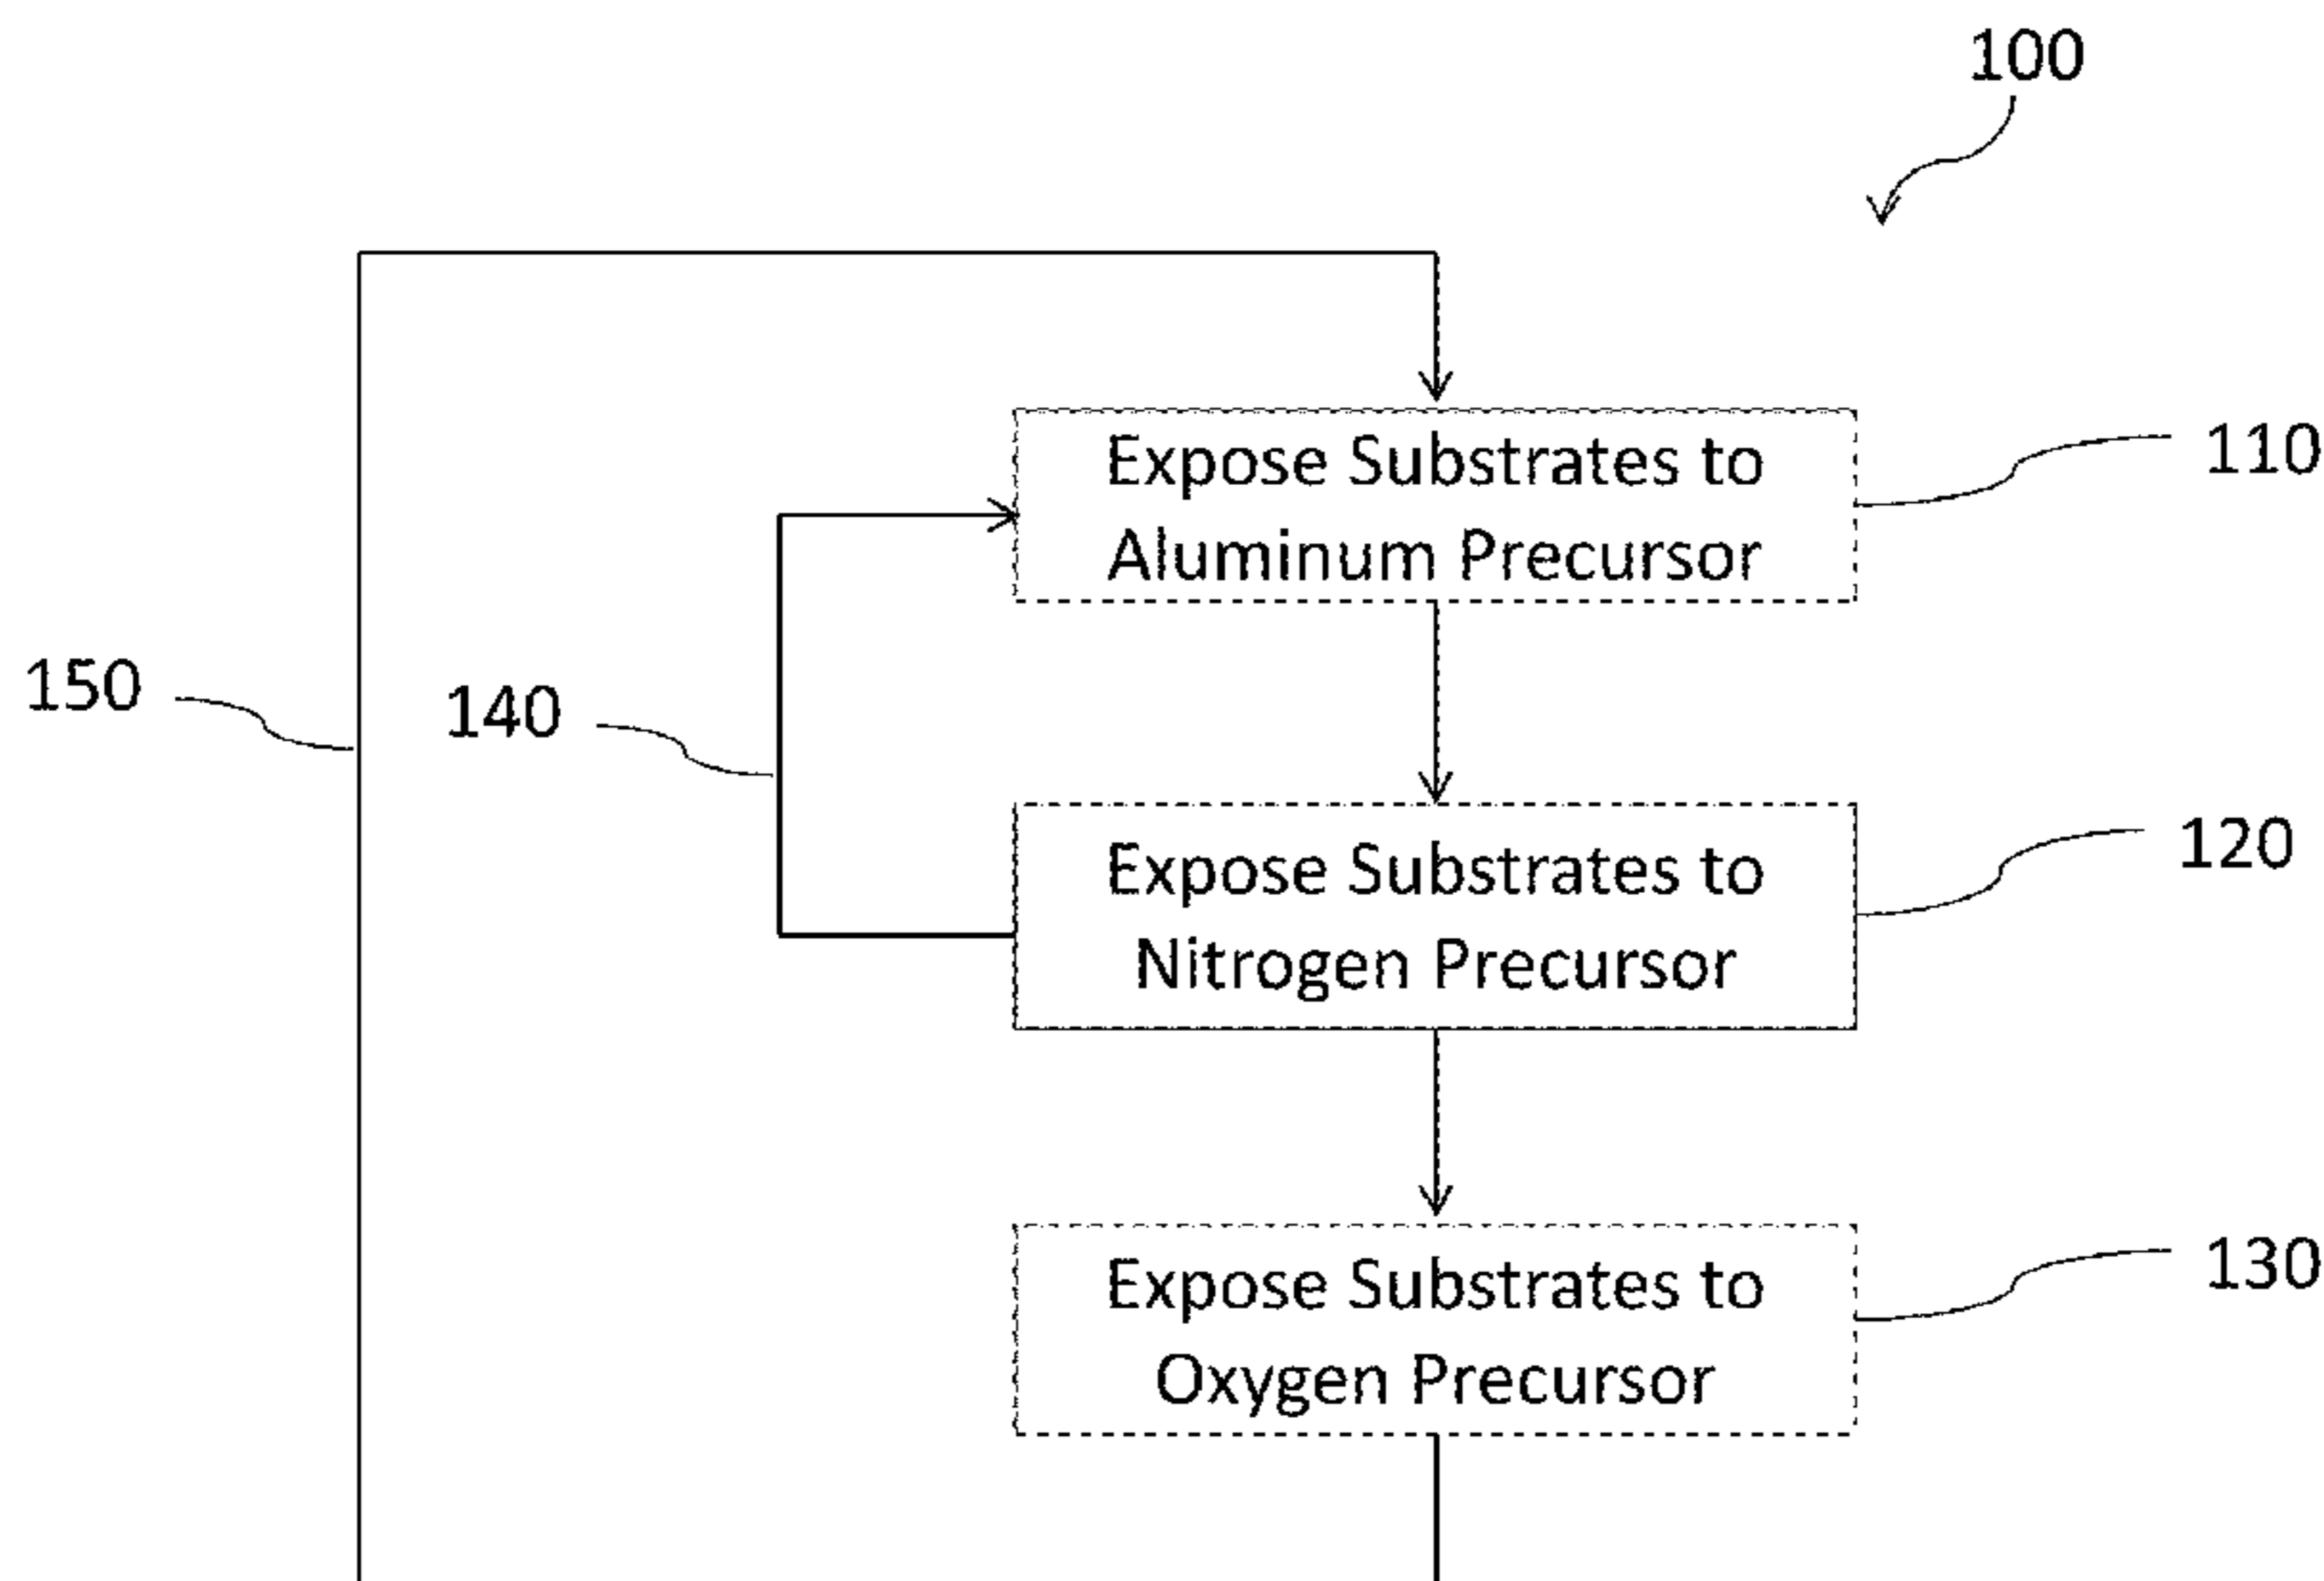 100
Expose Substrates to
Aluminum Precursor
110
150
140
Expose Substrates to
Nitrogen Precursor
120
Expose Substrates to
Oxygen Precursor
130